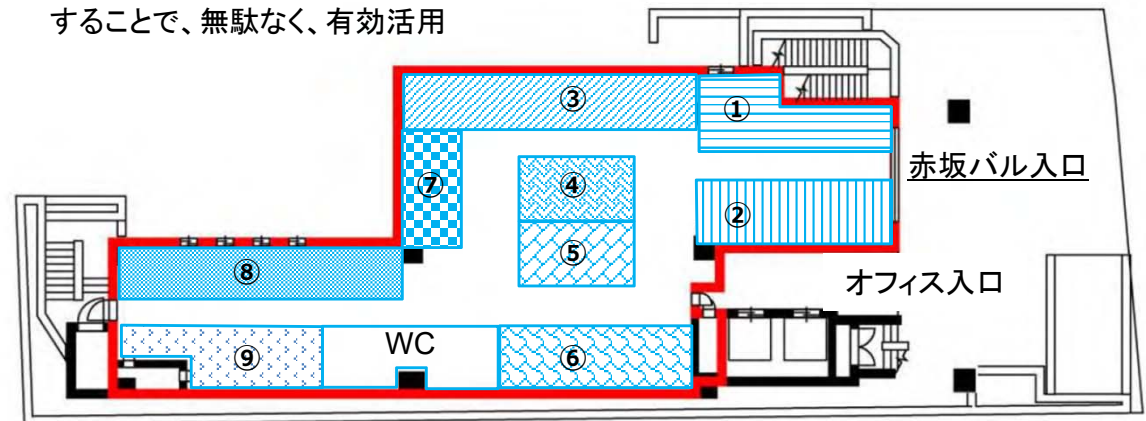 することで、無駄なく、有効活用
③
①
⑦
④
赤坂バル入口
②
⑤
⑧
オフィス入口
WC
⑨
⑥